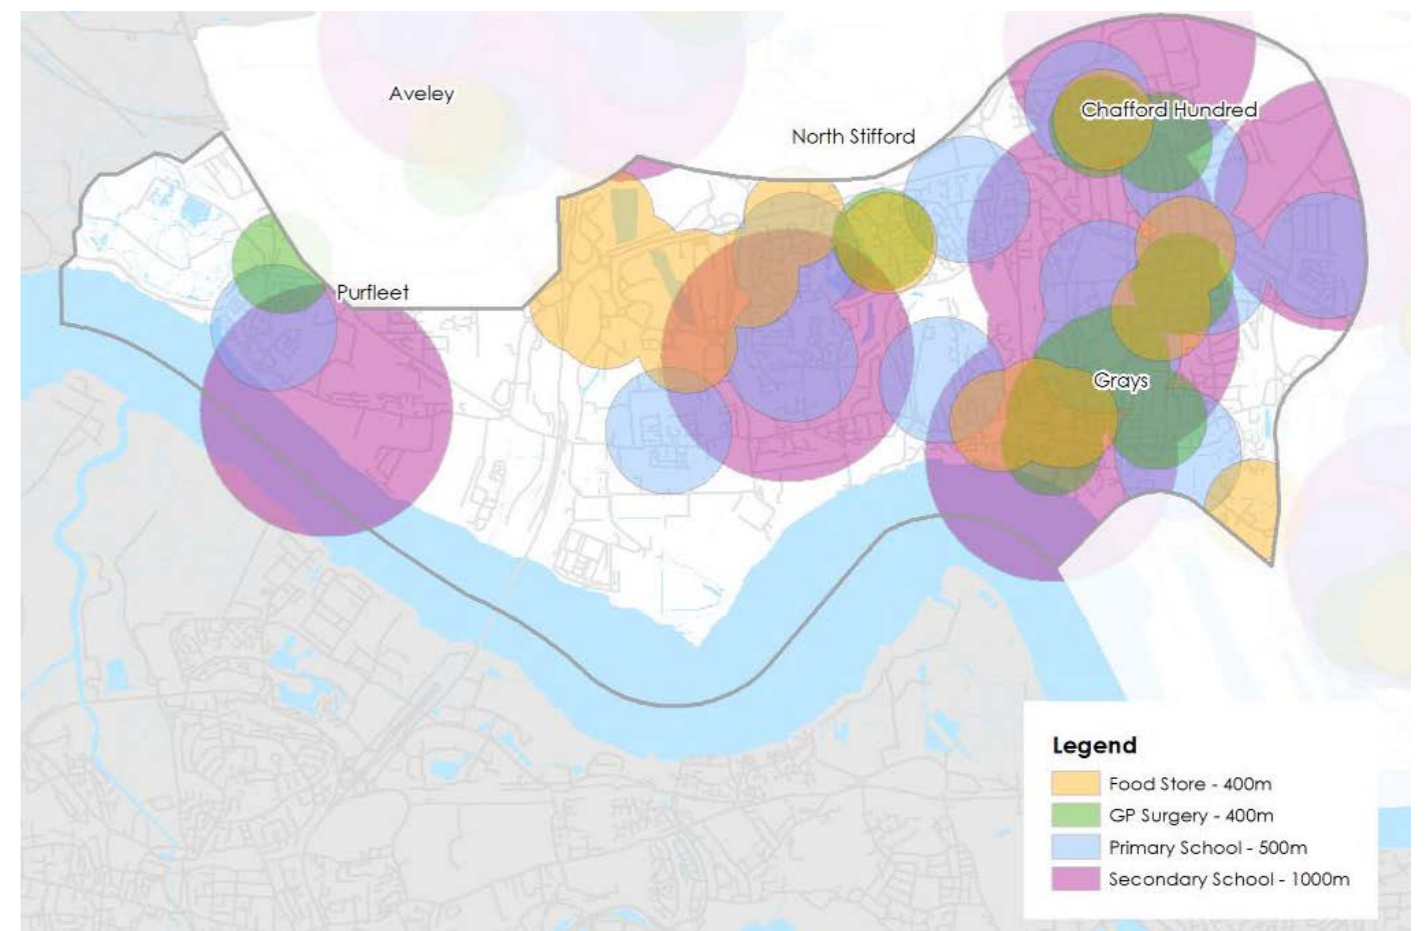 Aveley
North Stifford
Chafford Hundred
Purfleet
Grays
Legend
Food Store - 400m
GP Surgery - 400m
Primary School - 500m
Secondary School - 1000m